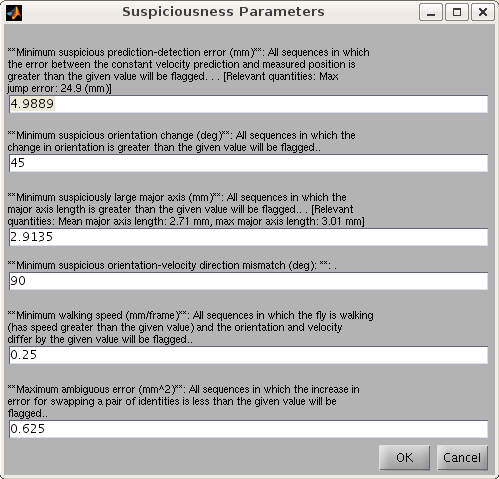 Suspiciousness Parameters
**Minimum suspicious prediction-detection error (mm)**: All sequences in which
the error between the constant velocity prediction and measured position is
greater than the given value will be flagged. . . [Relevant quantities: Max
jump error: 24.9 (mm)]
4.9889
**Minimum suspicious orientation change (deg)**: All sequences in which the
change in orientation is greater than the given value will be flagged..
45
**Minimum suspiciously large major axis (mm)**: All sequences in which the
major axis length is greater than the given value will be flagged.. . [Relevant
quantities: Mean major axis length: 2.71 mm, max major axis length: 3.01 mm]
2.9135
**Minimum suspicious orientation-velocity direction mismatch (deg): **: .
90
**Minimum walking speed (mm/frame)**: All sequences in which the fly is walking
(has speed greater than the given value) and the orientation and velocity
differ by the given value will be flagged..
0.25
**Maximum ambiguous error (mm^2)**: All sequences in which the increase in
error for swapping a pair of identities is less than the given value will be
flagged..
0.625
OK Cancel